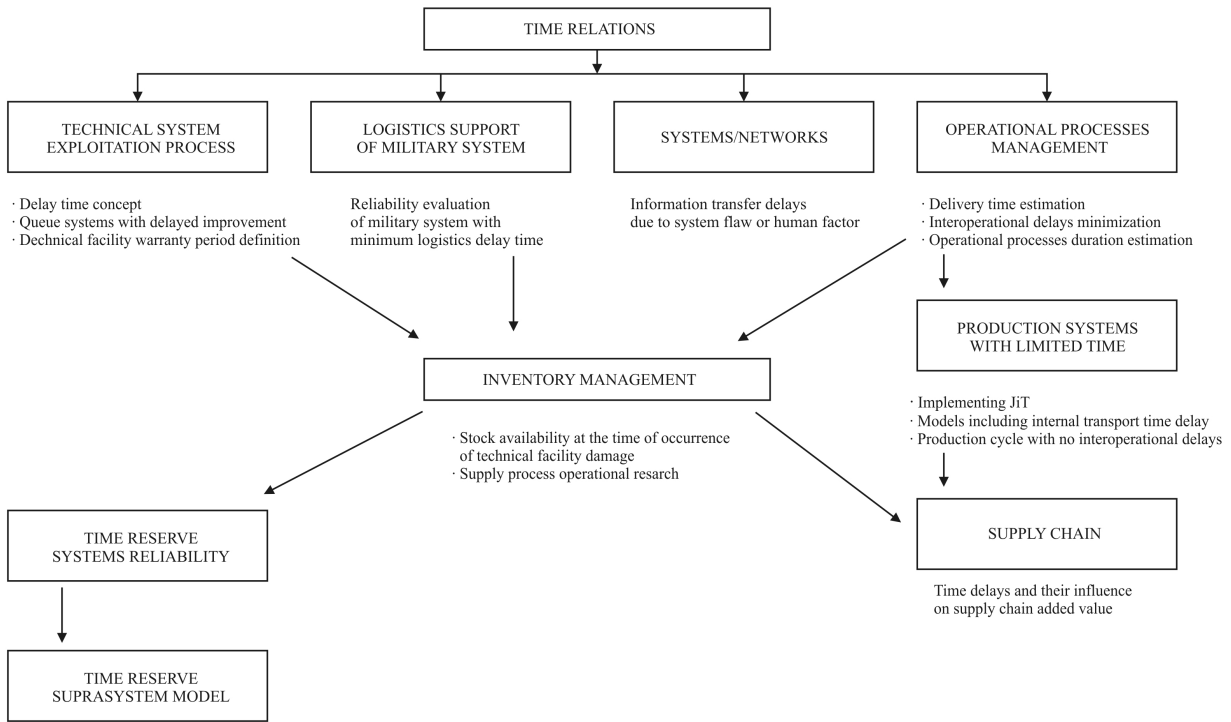 TIME RELATIONS
TECHNICAL SYSTEM
EXPLOITATION PROCESS
LOGISTICS SUPPORT
OF MILITARY SYSTEM
SYSTEMS/NETWORKS
OPERATIONAL PROCESSES
MANAGEMENT
· Delay time concept
· Queue systems with delayed improvement
· Dechnical facility warranty period definition
Reliability evaluation
of military system with
minimum logistics delay time
Information transfer delays
due to system flaw or human factor
· Delivery time estimation
· Interoperational delays minimization
· Operational processes duration estimation
PRODUCTION SYSTEMS
WITH LIMITED TIME
INVENTORY MANAGEMENT
· Implementing JiT
· Models including internal transport time delay
· Production cycle with no interoperational delays
· Stock availability at the time of occurrence
of technical facility damage
· Supply process operational resarch
TIME RESERVE
SYSTEMS RELIABILITY
SUPPLY CHAIN
Time delays and their influence
on supply chain added value
TIME RESERVE
SUPRASYSTEM MODEL